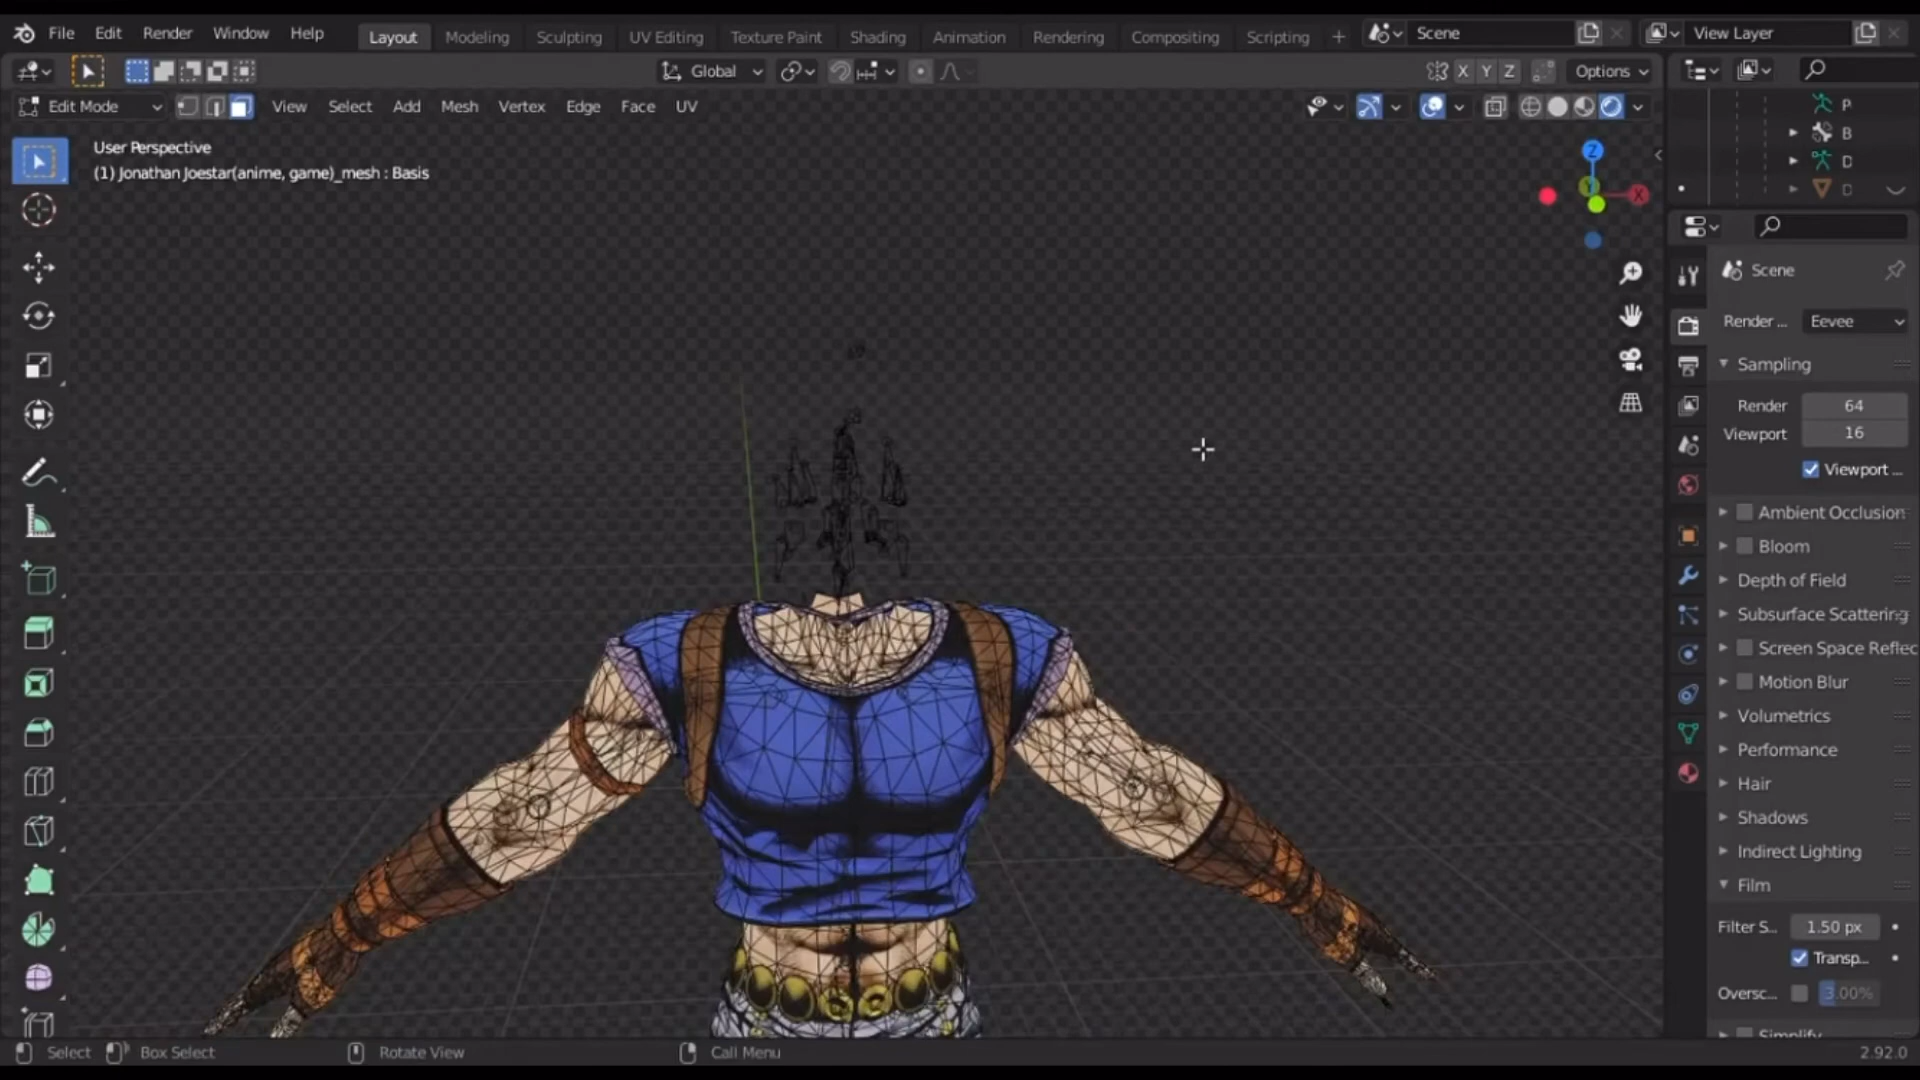 File Edit Render Window Help Layout Modeling Sculpting UV Editing Texture Paint Shading Animation Rendering Compositing Scripting + Scene View Layer
Global X Y Z Options
Edit Mode View Select Add Mesh Vertex Edge Face UV
User Perspective
(1) Jonathan Joestar(anime, game)_mesh : Basis
Z
Y
X
P
B
D
D
Scene
Render ... Eevee
Sampling
Render 64
Viewport 16
Viewport ...
Ambient Occlusion
Bloom
Depth of Field
Subsurface Scattering
Screen Space Reflec
Motion Blur
Volumetrics
Performance
Hair
Shadows
Indirect Lighting
Film
Filter S... 1.50 px
Transp...
Oversc... 3.00%
Simplify
Select Box Select Rotate View Call Menu 2.92.0